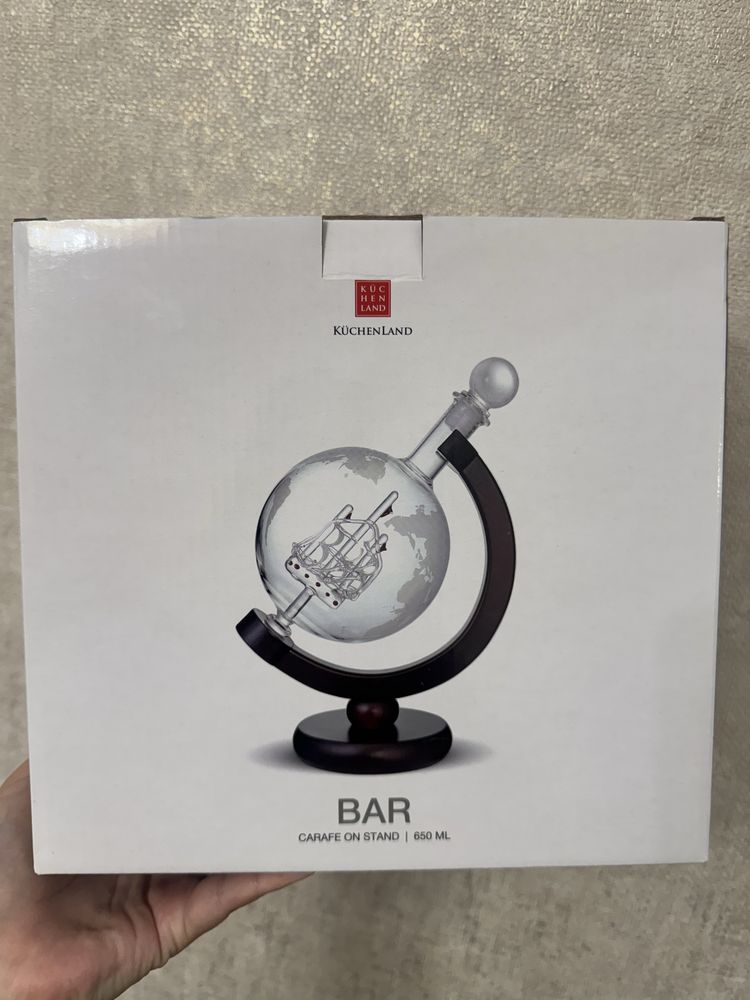 KÜC
HEN
LAND
KÜCHENLAND
BAR
CARAFE ON STAND | 650 ML